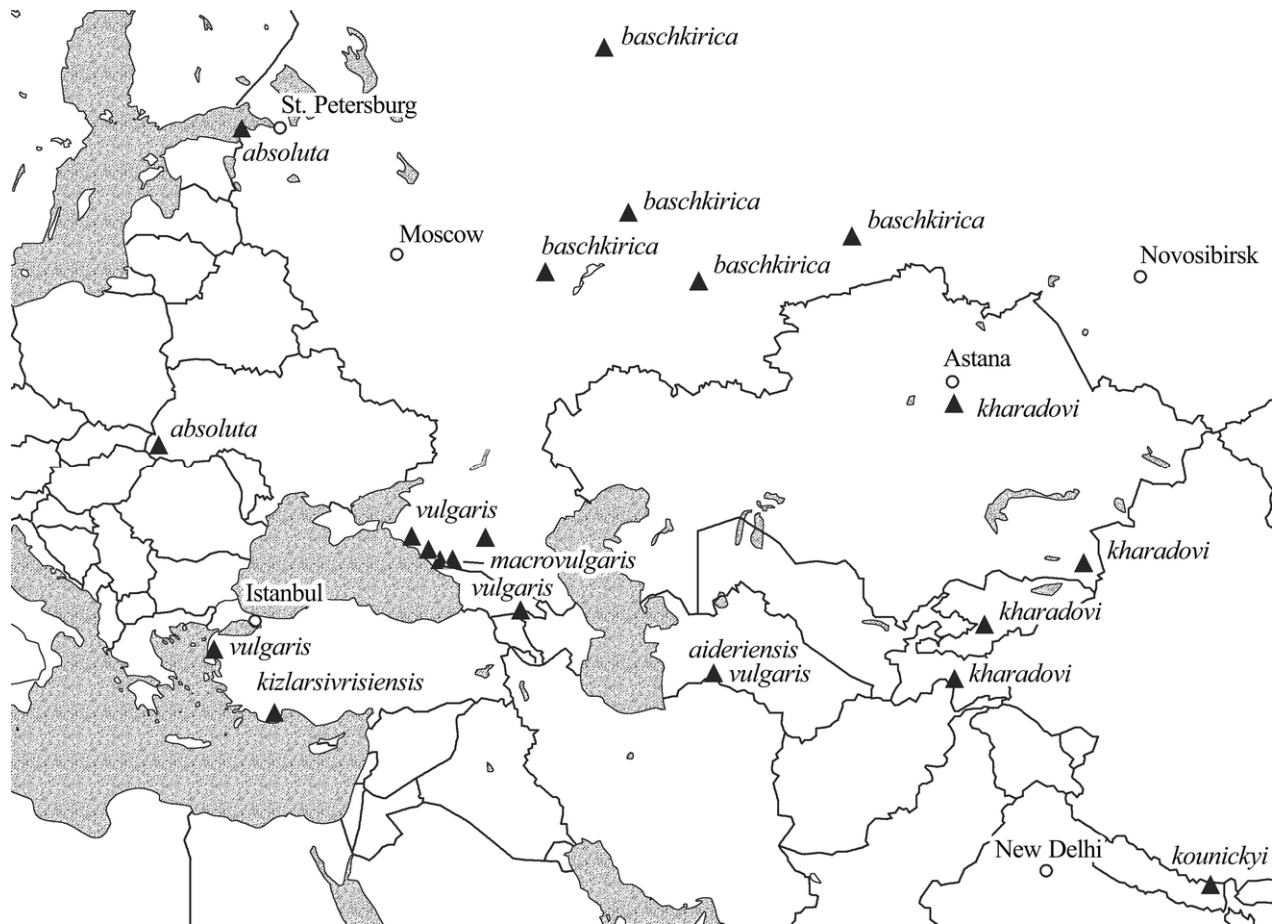 baschkirica
St. Petersburg
absoluta
baschkirica
baschkirica
Moscow
baschkirica
baschkirica
Novosibirsk
Astana
kharadovi
absoluta
vulgaris
macrovulgaris
kharadovi
vulgaris
Istanbul
kharadovi
vulgaris
aideriensis
vulgaris
kharadovi
kizlarsivrisiensis
New Delhi
kounickyi